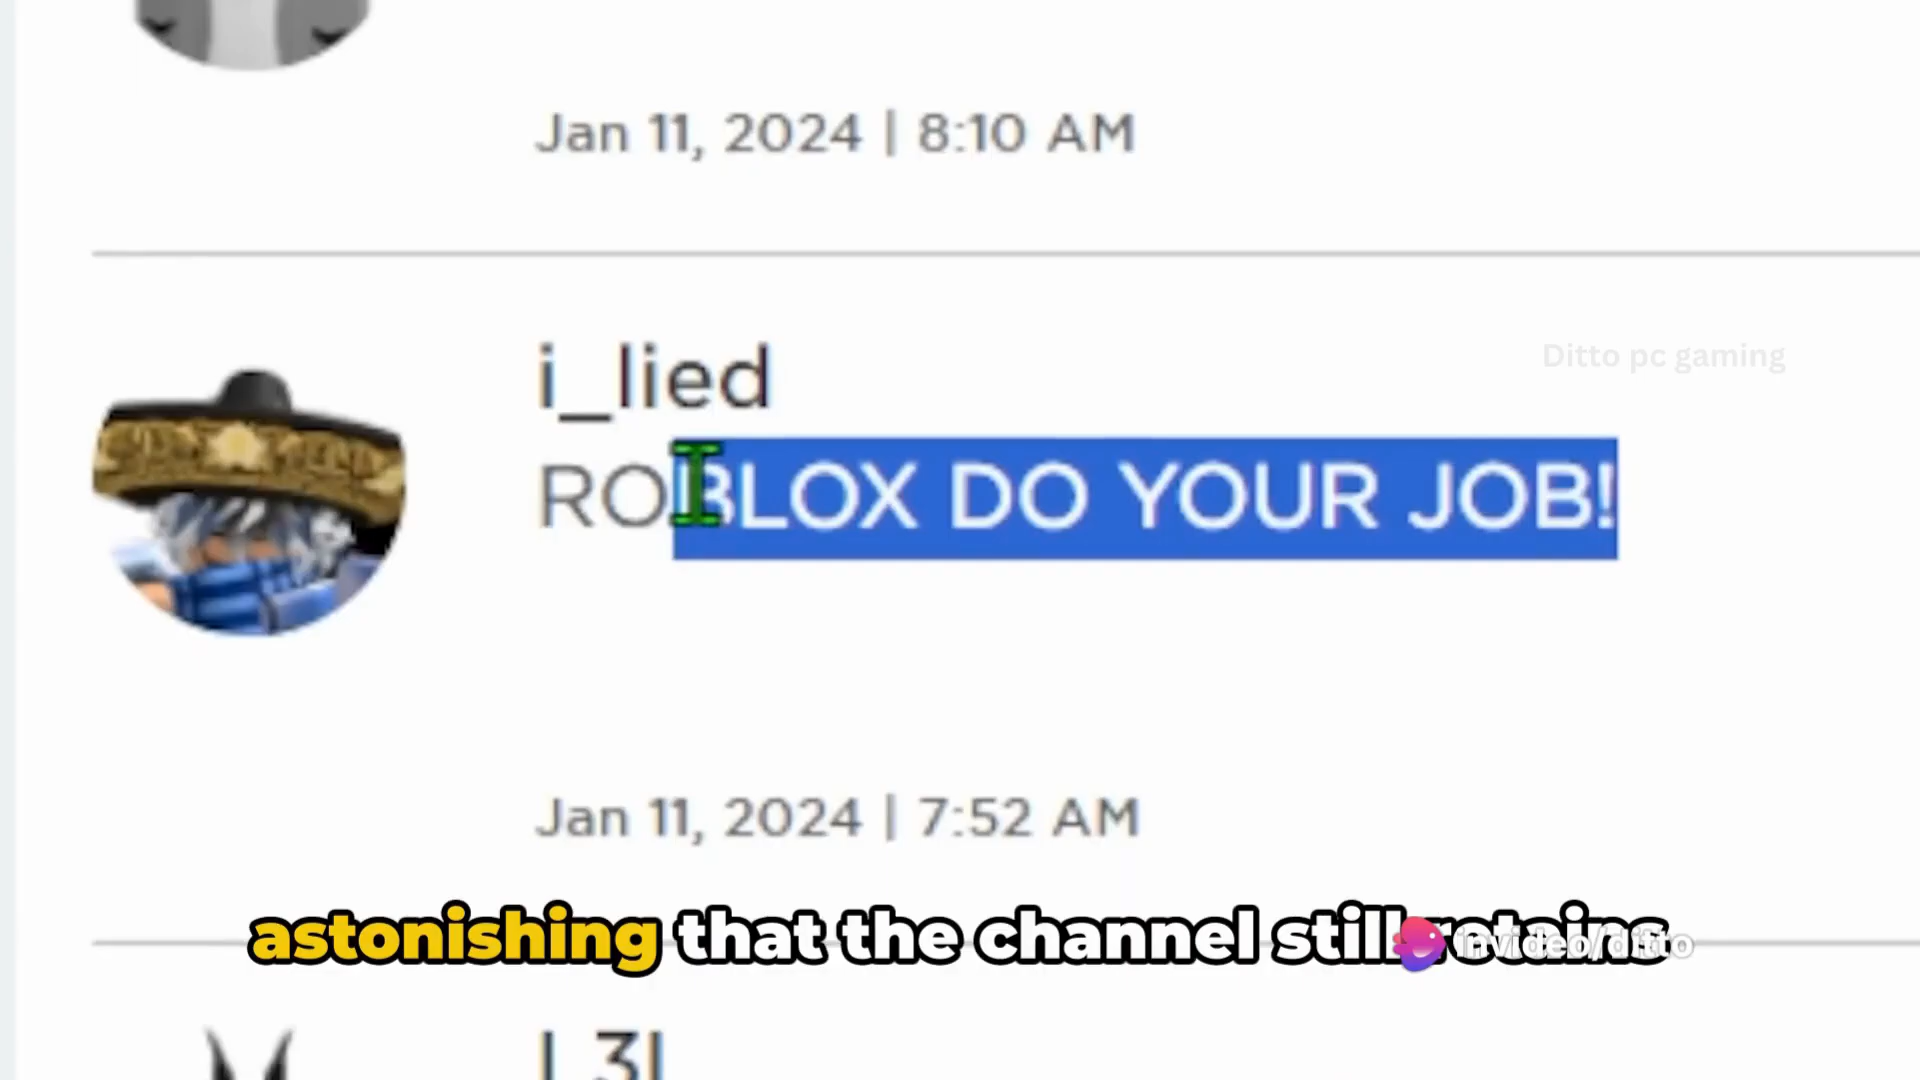 Jan 11, 2024 | 8:10 AM
i_lied
Ditto pc gaming
ROBLOX DO YOUR JOB!
Jan 11, 2024 | 7:52 AM
astonishing that the channel still retains
invideo/ditto